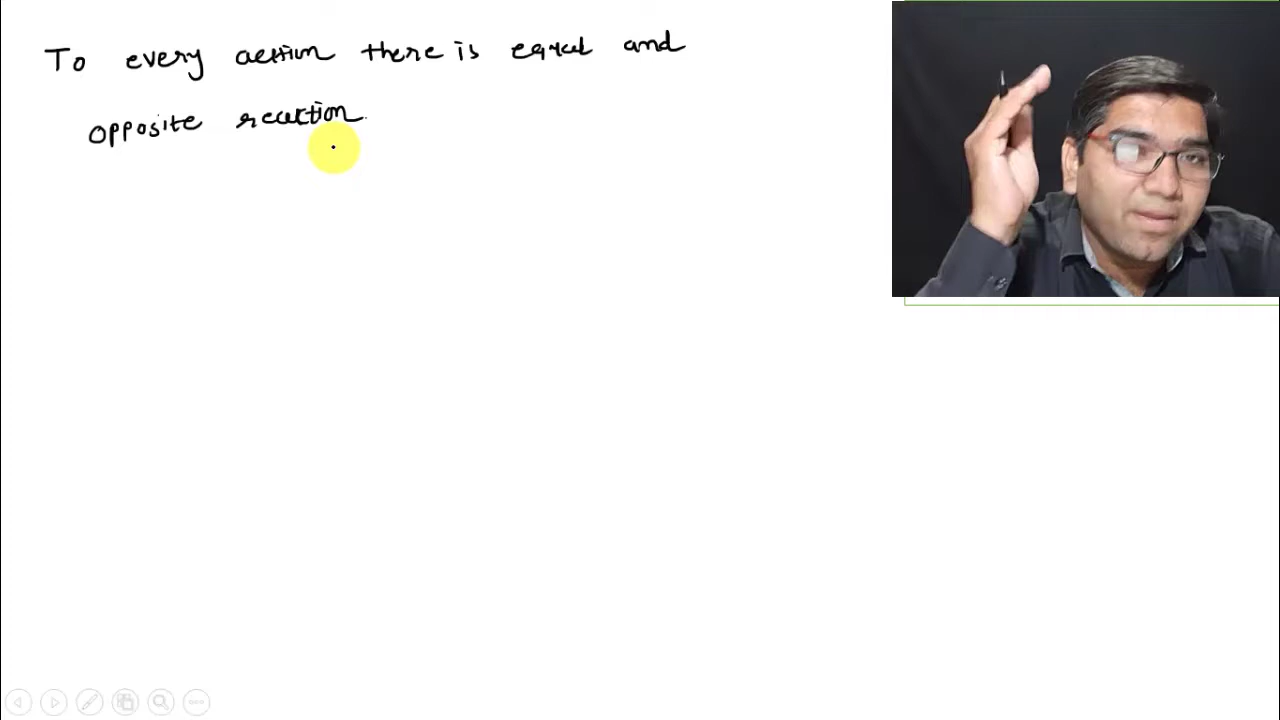 To every action there is equal and
opposite reaction.